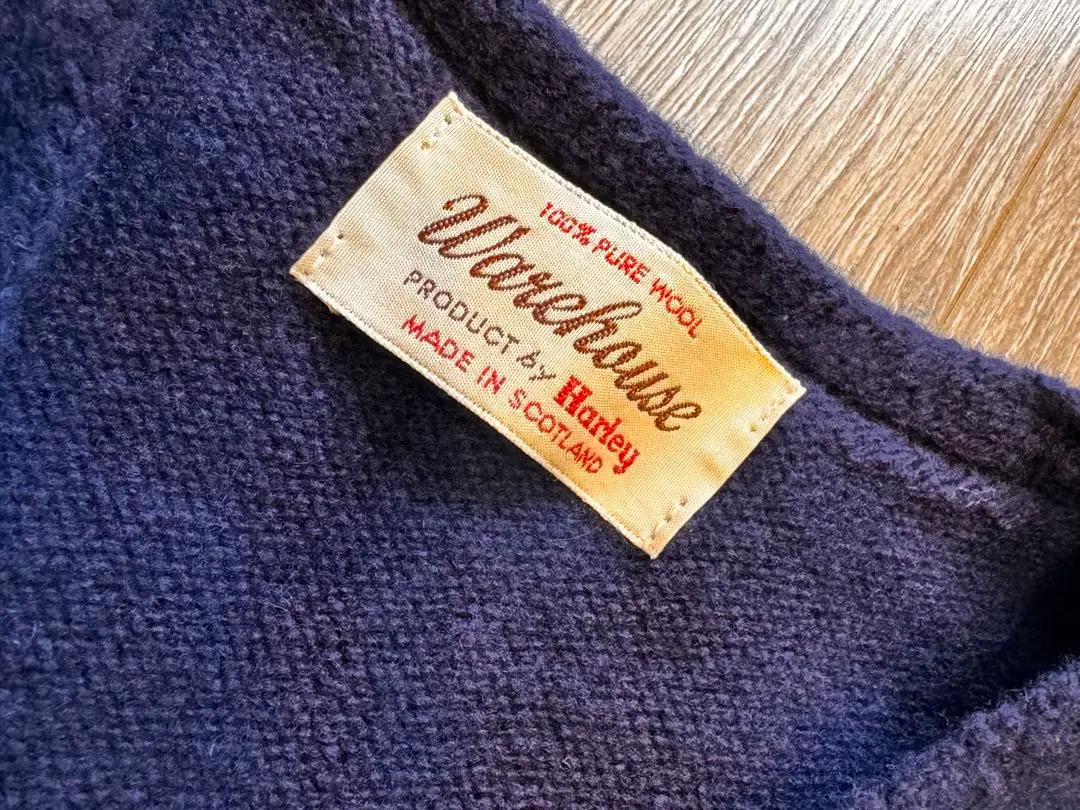 100% PURE WOOL
Warehouse
PRODUCT by Harley
MADE IN SCOTLAND